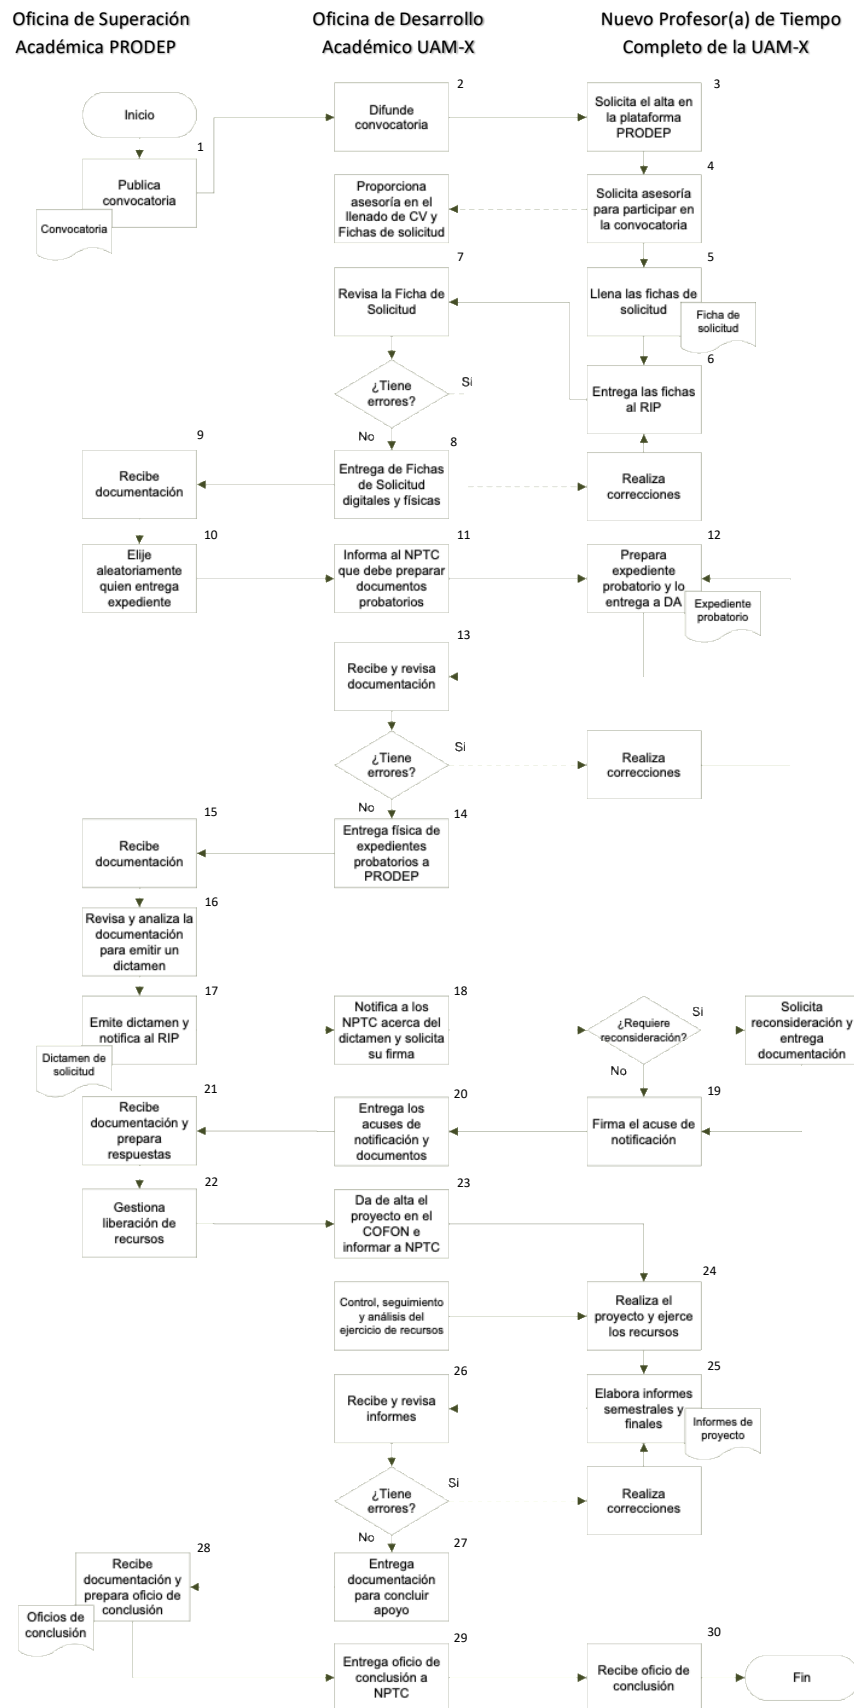 Oficina de Superación
Académica PRODEP
Oficina de Desarrollo
Académico UAM-X
Nuevo Profesor(a) de Tiempo
Completo de la UAM-X
Inicio
1
Publica
convocatoria
Convocatoria
2
Difunde
convocatoria
3
Solicita el alta en
la plataforma
PRODEP
4
Solicita asesoría
para participar en
la convocatoria
Proporciona
asesoría en el
llenado de CV y
Fichas de solicitud
5
Llena las fichas de
solicitud
Ficha de
solicitud
6
Entrega las fichas
al RIP
7
Revisa la Ficha de
Solicitud
¿Tiene
errores?
Si
No
8
Entrega de Fichas
de Solicitud
digitales y físicas
Realiza
correcciones
9
Recibe
documentación
10
Elije
aleatoriamente
quien entrega
expediente
11
Informa al NPTC
que debe preparar
documentos
probatorios
12
Prepara
expediente
probatorio y lo
entrega a DA
Expediente
probatorio
13
Recibe y revisa
documentación
¿Tiene
errores?
Si
Realiza
correcciones
No
14
Entrega física de
expedientes
probatorios a
PRODEP
15
Recibe
documentación
16
Revisa y analiza la
documentación
para emitir un
dictamen
17
Emite dictamen y
notifica al RIP
Dictamen de
solicitud
18
Notifica a los
NPTC acerca del
dictamen y solicita
su firma
¿Requiere
reconsideración?
Si
Solicita
reconsideración y
entrega
documentación
No
19
Firma el acuse de
notificación
20
Entrega los
acuses de
notificación y
documentos
21
Recibe
documentación y
prepara
respuestas
22
Gestiona
liberación de
recursos
23
Da de alta el
proyecto en el
COFON e
informar a NPTC
Control, seguimiento
y análisis del
ejercicio de recursos
24
Realiza el
proyecto y ejerce
los recursos
25
Elabora informes
semestrales y
finales
Informes de
proyecto
26
Recibe y revisa
informes
¿Tiene
errores?
Si
Realiza
correcciones
No
27
Entrega
documentación
para concluir
apoyo
28
Recibe
documentación y
prepara oficio de
conclusión
Oficios de
conclusión
29
Entrega oficio de
conclusión a
NPTC
30
Recibe oficio de
conclusión
Fin